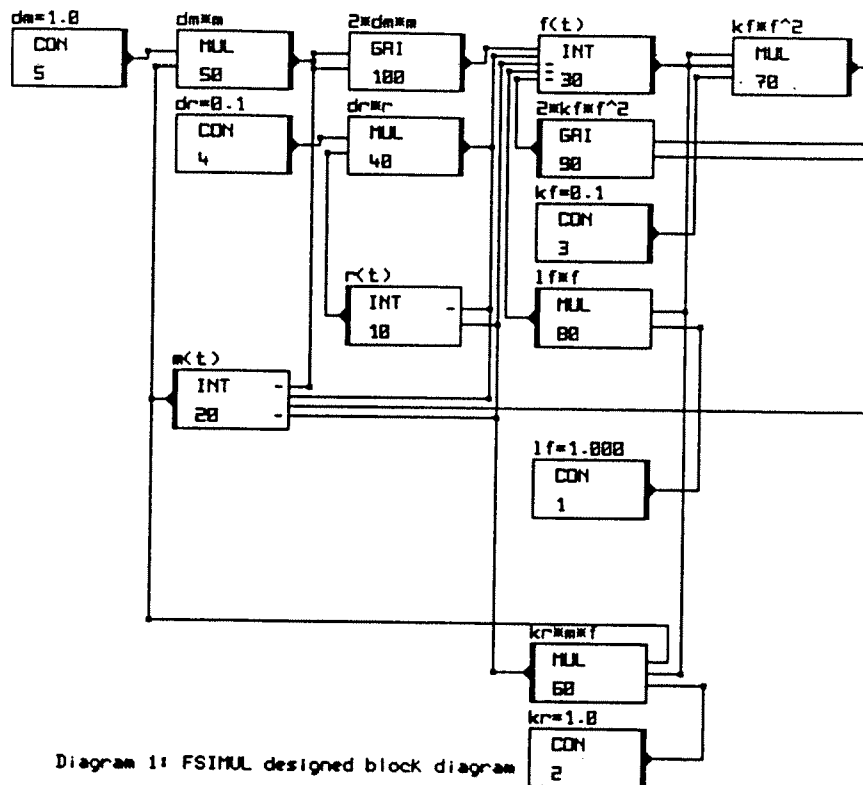 dm=1.0
CON
5
dm*m
MUL
50
2*dm*m
GAI
100
f(t)
INT
30
kf*f^2
MUL
70
dr=0.1
CON
4
dr*r
MUL
40
2*kf*f^2
GAI
90
kf=0.1
CON
3
r(t)
INT
10
lf*f
MUL
80
m(t)
INT
20
lf=1.000
CON
1
kr*m*f
MUL
60
kr=1.0
CON
2
Diagram 1: FSIMUL designed block diagram